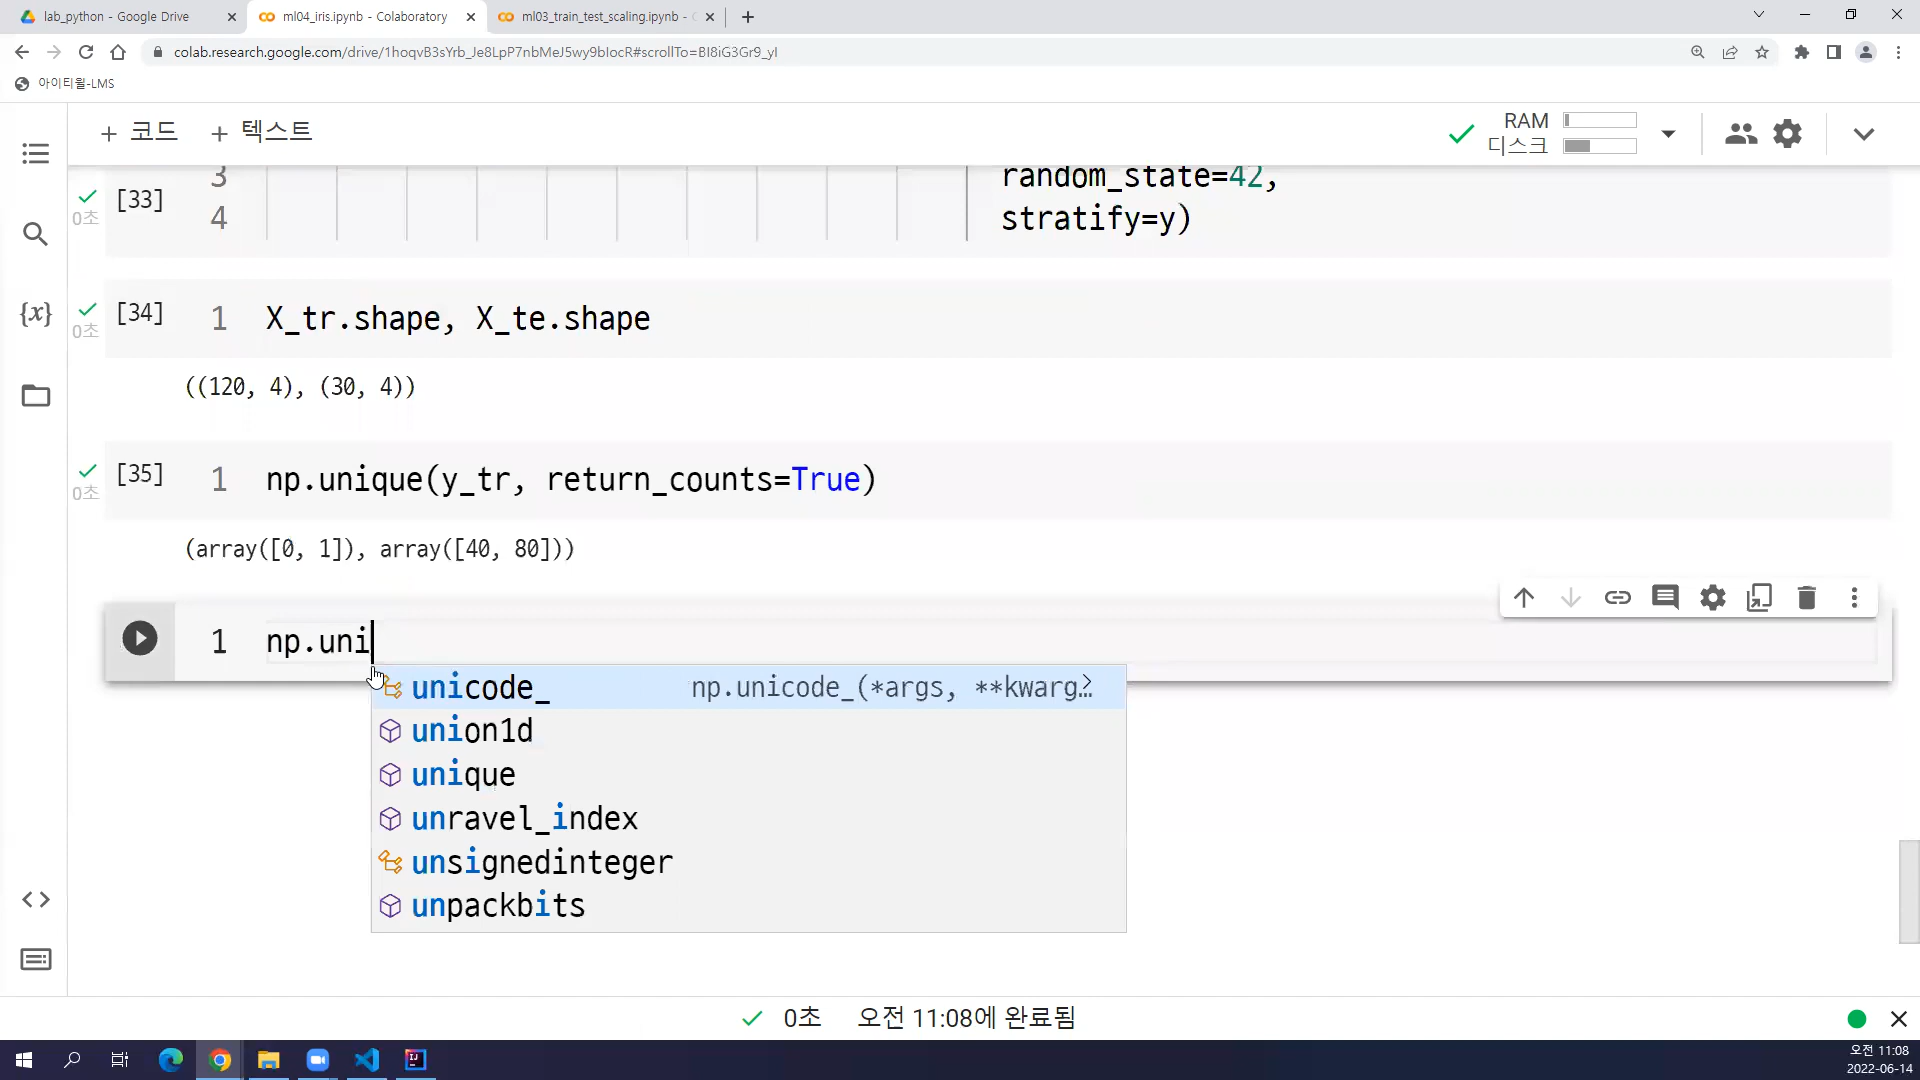 lab_python - Google Drive
ml04_iris.ipynb - Colaboratory
ml03_train_test_scaling.ipynb -
colab.research.google.com/drive/1hoqvB3sYrb_Je8LpP7nbMeJ5wy9bIocR#scrollTo=BI8iG3Gr9_yI
아이티윌-LMS
+ 코드
+ 텍스트
RAM
디스크
[33]
0초
3 random_state=42,
4 stratify=y)
[34]
0초
1 X_tr.shape, X_te.shape
((120, 4), (30, 4))
[35]
0초
1 np.unique(y_tr, return_counts=True)
(array([0, 1]), array([40, 80]))
1 np.uni
unicode_ np.unicode_(*args, **kwarg…
union1d
unique
unravel_index
unsignedinteger
unpackbits
0초 오전 11:08에 완료됨
오전 11:08
2022-06-14